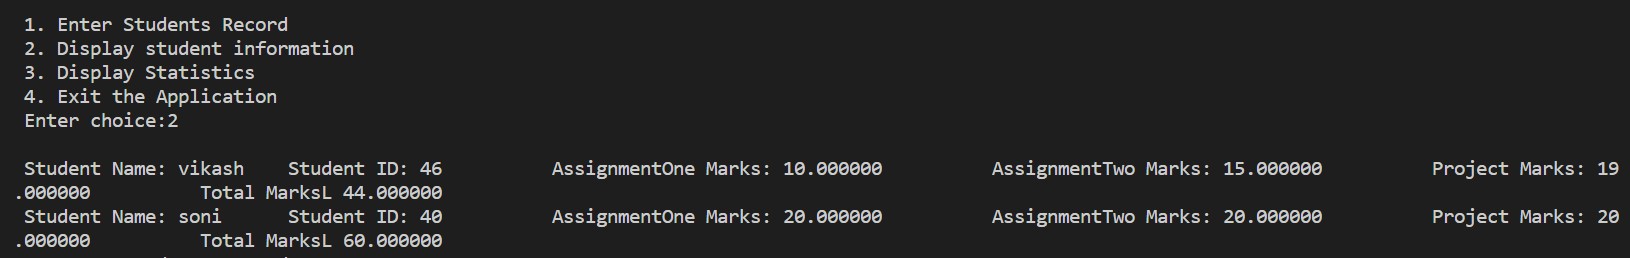 1. Enter Students Record
2. Display student information
3. Display Statistics
4. Exit the Application
Enter choice:2
Student Name: vikash    Student ID: 46          AssignmentOne Marks: 10.000000          AssignmentTwo Marks: 15.000000          Project Marks: 19
.000000          Total MarksL 44.000000
Student Name: soni      Student ID: 40          AssignmentOne Marks: 20.000000          AssignmentTwo Marks: 20.000000          Project Marks: 20
.000000          Total MarksL 60.000000